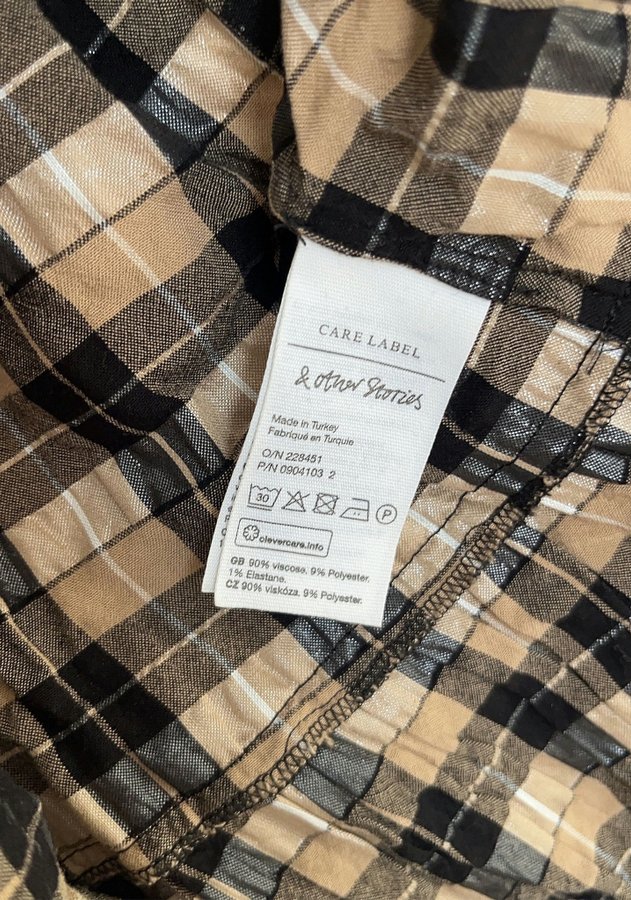 CARE LABEL
& other Stories
Made in Turkey
Fabriqué en Turquie
O/N 228451
P/N 0904103 2
30 P
clevercare.info
GB 90% viscose, 9% Polyester,
1% Elastane.
CZ 90% viskóza, 9% Polyester,